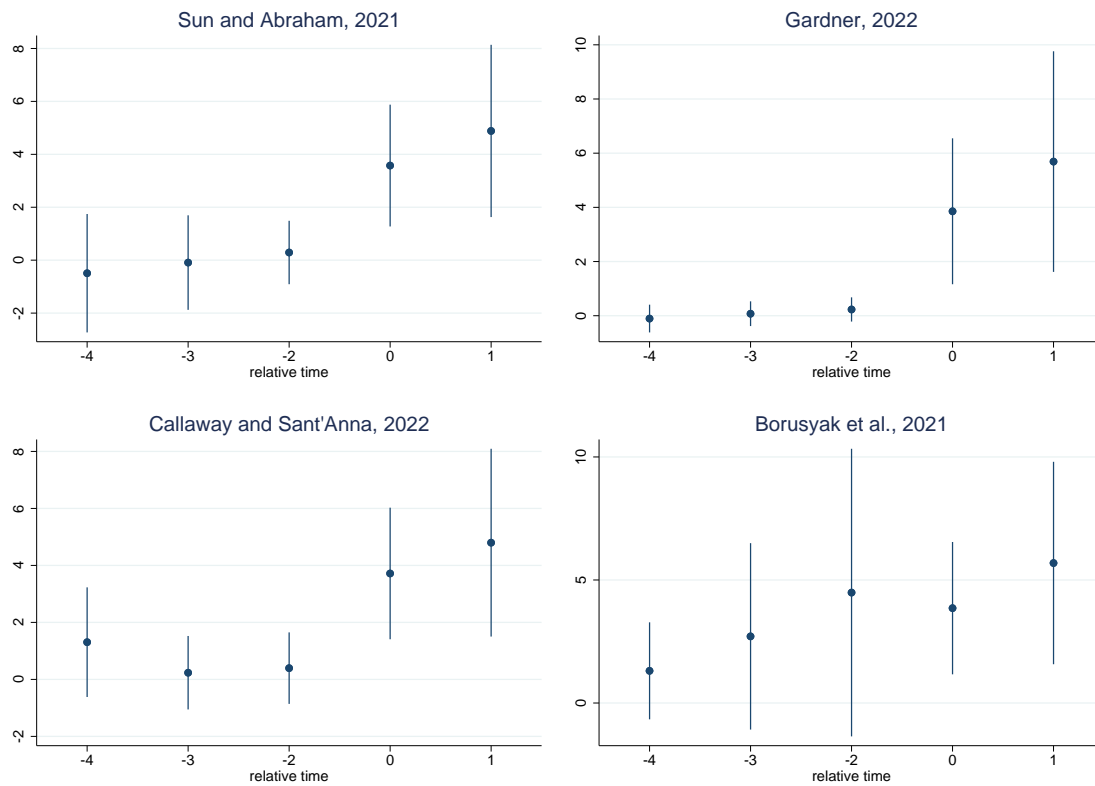 Sun and Abraham, 2021
8
6
4
2
0
-2
-4 -3 -2 0 1
relative time
Gardner, 2022
10
8
6
4
2
0
-4 -3 -2 0 1
relative time
Callaway and Sant'Anna, 2022
8
6
4
2
0
-2
-4 -3 -2 0 1
relative time
Borusyak et al., 2021
10
5
0
-4 -3 -2 0 1
relative time